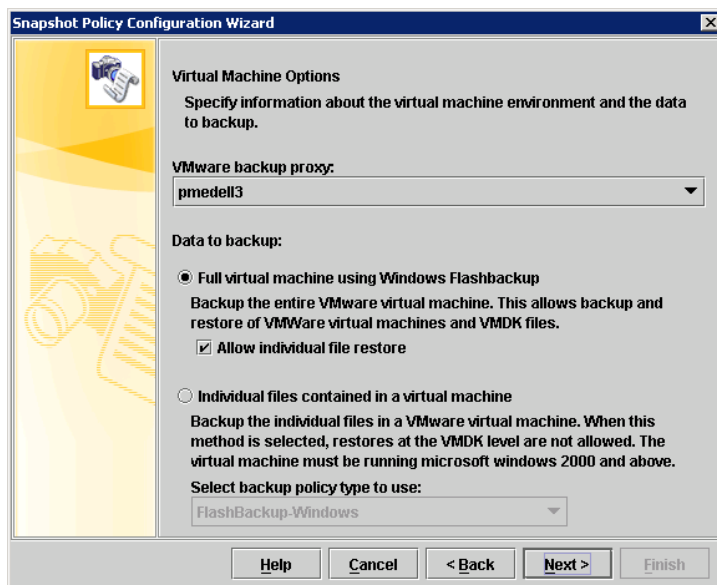 Snapshot Policy Configuration Wizard
Virtual Machine Options
Specify information about the virtual machine environment and the data
to backup.
VMware backup proxy:
pmedell3
Data to backup:
Full virtual machine using Windows Flashbackup
Backup the entire VMware virtual machine. This allows backup and
restore of VMWare virtual machines and VMDK files.
Allow individual file restore
Individual files contained in a virtual machine
Backup the individual files in a VMware virtual machine. When this
method is selected, restores at the VMDK level are not allowed. The
virtual machine must be running microsoft windows 2000 and above.
Select backup policy type to use:
FlashBackup-Windows
Help Cancel < Back Next > Finish